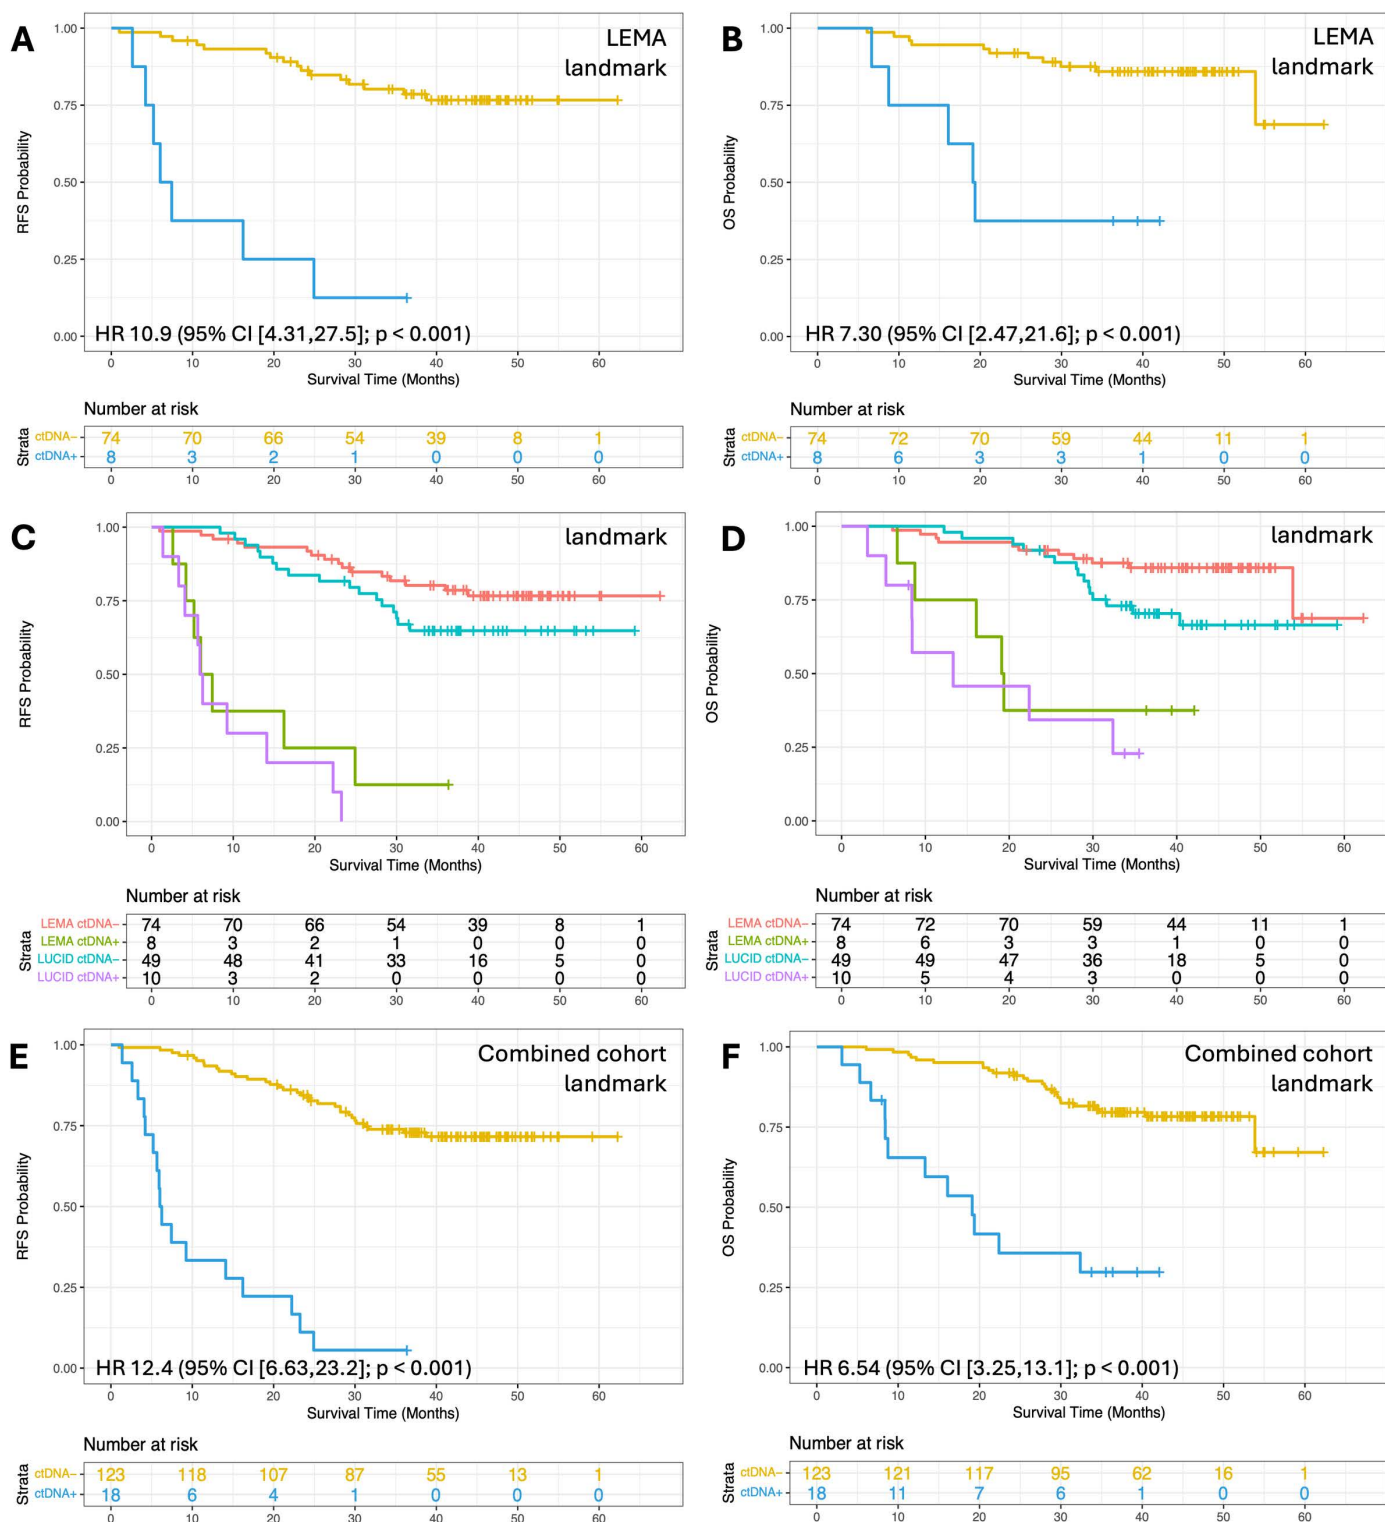 A
LEMA
landmark
RFS Probability
1.00
0.75
0.50
0.25
0.00
HR 10.9 (95% CI [4.31,27.5]; p < 0.001)
0 10 20 30 40 50 60
Survival Time (Months)
Number at risk
Strata
ctDNA− 74 70 66 54 39 8 1
ctDNA+ 8 3 2 1 0 0 0
0 10 20 30 40 50 60
B
LEMA
landmark
OS Probability
1.00
0.75
0.50
0.25
0.00
HR 7.30 (95% CI [2.47,21.6]; p < 0.001)
0 10 20 30 40 50 60
Survival Time (Months)
Number at risk
Strata
ctDNA− 74 72 70 59 44 11 1
ctDNA+ 8 6 3 3 1 0 0
0 10 20 30 40 50 60
C
landmark
RFS Probability
1.00
0.75
0.50
0.25
0.00
0 10 20 30 40 50 60
Survival Time (Months)
Number at risk
Strata
LEMA ctDNA− 74 70 66 54 39 8 1
LEMA ctDNA+ 8 3 2 1 0 0 0
LUCID ctDNA− 49 48 41 33 16 5 0
LUCID ctDNA+ 10 3 2 0 0 0 0
0 10 20 30 40 50 60
D
landmark
OS Probability
1.00
0.75
0.50
0.25
0.00
0 10 20 30 40 50 60
Survival Time (Months)
Number at risk
Strata
LEMA ctDNA− 74 72 70 59 44 11 1
LEMA ctDNA+ 8 6 3 3 1 0 0
LUCID ctDNA− 49 49 47 36 18 5 0
LUCID ctDNA+ 10 5 4 3 0 0 0
0 10 20 30 40 50 60
E
Combined cohort
landmark
RFS Probability
1.00
0.75
0.50
0.25
0.00
HR 12.4 (95% CI [6.63,23.2]; p < 0.001)
0 10 20 30 40 50 60
Survival Time (Months)
Number at risk
Strata
ctDNA− 123 118 107 87 55 13 1
ctDNA+ 18 6 4 1 0 0 0
0 10 20 30 40 50 60
F
Combined cohort
landmark
OS Probability
1.00
0.75
0.50
0.25
0.00
HR 6.54 (95% CI [3.25,13.1]; p < 0.001)
0 10 20 30 40 50 60
Survival Time (Months)
Number at risk
Strata
ctDNA− 123 121 117 95 62 16 1
ctDNA+ 18 11 7 6 1 0 0
0 10 20 30 40 50 60